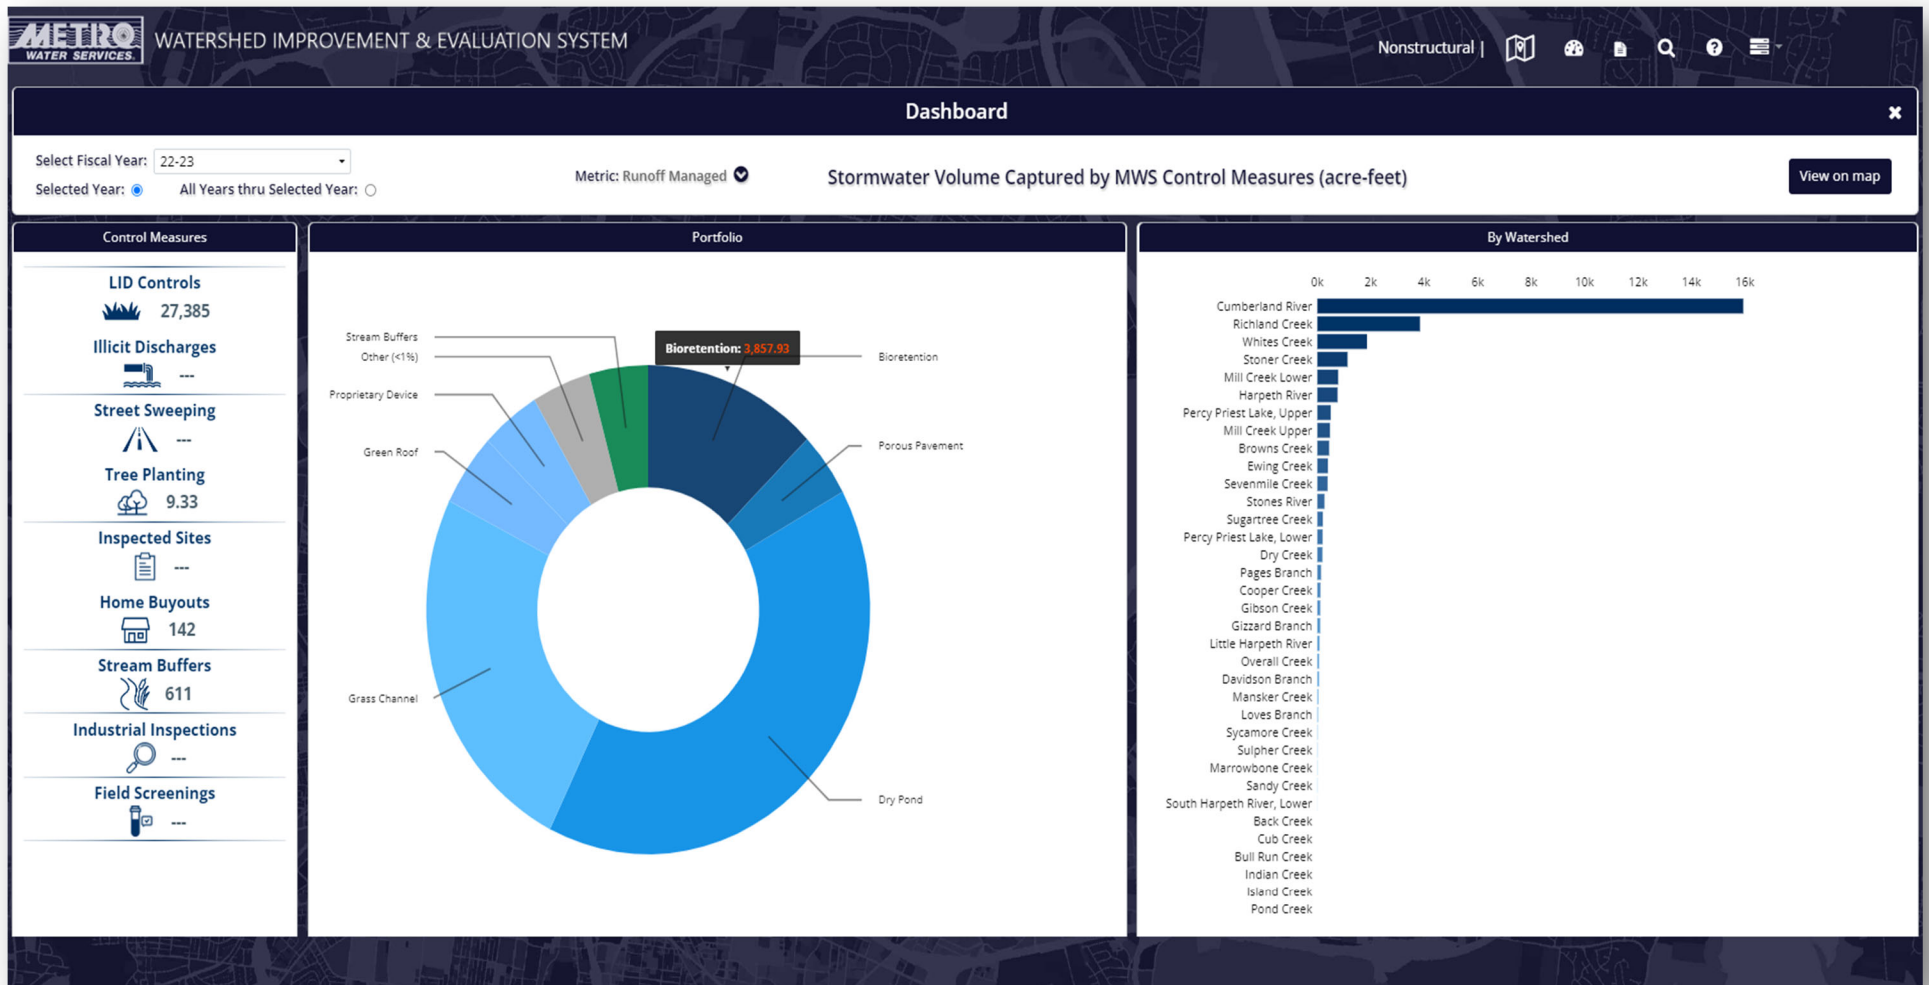 METRO
WATER SERVICES.
WATERSHED IMPROVEMENT & EVALUATION SYSTEM
Nonstructural |
Dashboard
Select Fiscal Year: 22-23
Selected Year: All Years thru Selected Year:
Metric: Runoff Managed
Stormwater Volume Captured by MWS Control Measures (acre-feet)
View on map
Control Measures
LID Controls
27,385
Illicit Discharges
---
Street Sweeping
---
Tree Planting
9.33
Inspected Sites
---
Home Buyouts
142
Stream Buffers
611
Industrial Inspections
---
Field Screenings
---
Portfolio
Stream Buffers
Other (<1%)
Proprietary Device
Green Roof
Grass Channel
Bioretention: 3,857.93
Bioretention
Porous Pavement
Dry Pond
By Watershed
0k 2k 4k 6k 8k 10k 12k 14k 16k
Cumberland River
Richland Creek
Whites Creek
Stoner Creek
Mill Creek Lower
Harpeth River
Percy Priest Lake, Upper
Mill Creek Upper
Browns Creek
Ewing Creek
Sevenmile Creek
Stones River
Sugartree Creek
Percy Priest Lake, Lower
Dry Creek
Pages Branch
Cooper Creek
Gibson Creek
Gizzard Branch
Little Harpeth River
Overall Creek
Davidson Branch
Mansker Creek
Loves Branch
Sycamore Creek
Sulpher Creek
Marrowbone Creek
Sandy Creek
South Harpeth River, Lower
Back Creek
Cub Creek
Bull Run Creek
Indian Creek
Island Creek
Pond Creek